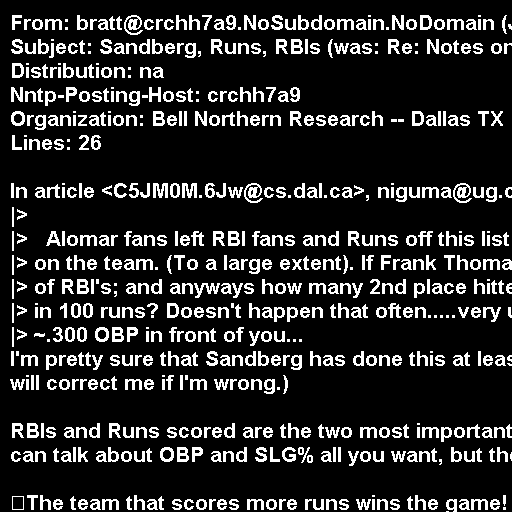 From: bratt@crchh7a9.NoSubdomain.NoDomain (J
Subject: Sandberg, Runs, RBIs (was: Re: Notes on
Distribution: na
Nntp-Posting-Host: crchh7a9
Organization: Bell Northern Research -- Dallas TX
Lines: 26

In article <C5JM0M.6Jw@cs.dal.ca>, niguma@ug.c
|>
|>   Alomar fans left RBI fans and Runs off this list
|> on the team. (To a large extent). If Frank Thoma
|> of RBI's; and anyways how many 2nd place hitte
|> in 100 runs? Doesn't happen that often.....very u
|> ~.300 OBP in front of you...
I'm pretty sure that Sandberg has done this at leas
will correct me if I'm wrong.)

RBIs and Runs scored are the two most important
can talk about OBP and SLG% all you want, but the

The team that scores more runs wins the game!